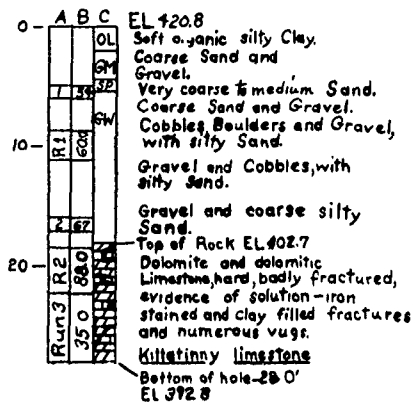 A B C EL 420.8
0
OL Soft organic silty Clay.
GM Coarse Sand and
Gravel.
SP Very coarse to medium Sand.
1 54
Coarse Sand and Gravel.
GW Cobbles, Boulders and Gravel,
with silty Sand.
10
R1 60.0
Gravel and Cobbles, with
silty Sand.
Gravel and coarse silty
Sand.
2 67
Top of Rock EL 402.7
20
R2 88.0 Dolomite and dolomitic
Limestone, hard, badly fractured,
evidence of solution-iron
stained and clay filled fractures
and numerous vugs.
Run 3 35 0
Kittatinny limestone
Bottom of hole-28 0'
EL 392 8